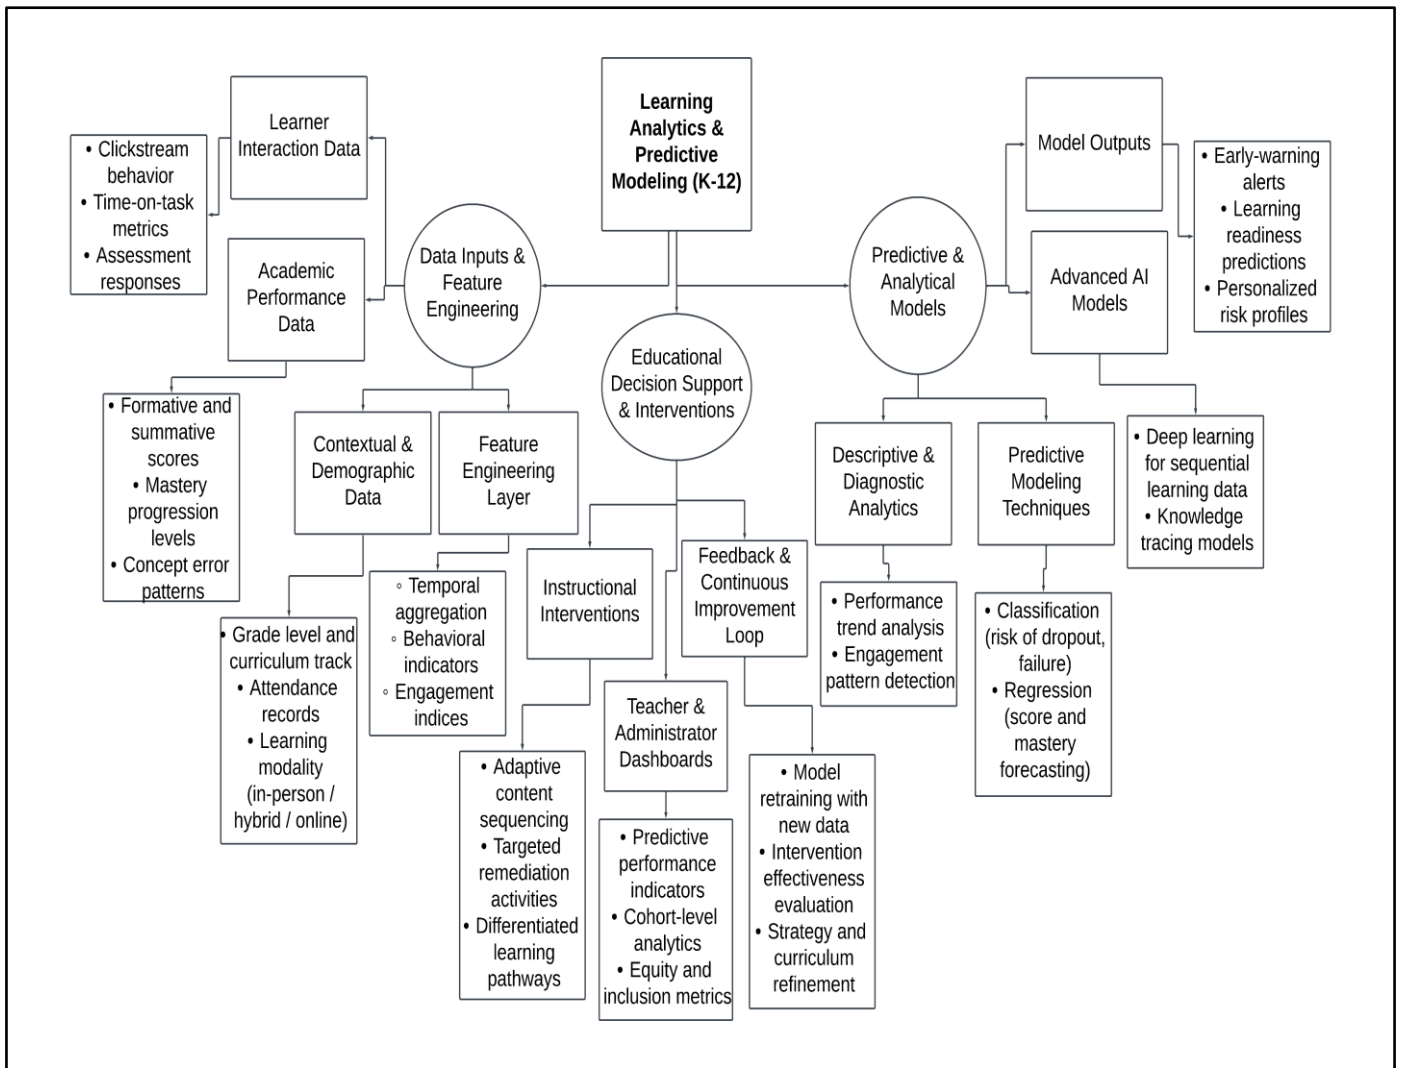 Learning
Analytics &
Predictive
Modeling (K-12)
Learner
Interaction Data
• Clickstream
behavior
• Time-on-task
metrics
• Assessment
responses
Academic
Performance
Data
• Formative and
summative
scores
• Mastery
progression
levels
• Concept error
patterns
Data Inputs &
Feature
Engineering
Contextual &
Demographic
Data
• Grade level and
curriculum track
• Attendance
records
• Learning
modality
(in-person /
hybrid / online)
Feature
Engineering
Layer
◦ Temporal
aggregation
◦ Behavioral
indicators
◦ Engagement
indices
Educational
Decision Support
& Interventions
Instructional
Interventions
• Adaptive
content
sequencing
• Targeted
remediation
activities
• Differentiated
learning
pathways
Teacher &
Administrator
Dashboards
• Predictive
performance
indicators
• Cohort-level
analytics
• Equity and
inclusion metrics
Feedback &
Continuous
Improvement
Loop
• Model
retraining with
new data
• Intervention
effectiveness
evaluation
• Strategy and
curriculum
refinement
Predictive &
Analytical
Models
Descriptive &
Diagnostic
Analytics
• Performance
trend analysis
• Engagement
pattern detection
Predictive
Modeling
Techniques
• Classification
(risk of dropout,
failure)
• Regression
(score and
mastery
forecasting)
Advanced AI
Models
• Deep learning
for sequential
learning data
• Knowledge
tracing models
Model Outputs
• Early-warning
alerts
• Learning
readiness
predictions
• Personalized
risk profiles